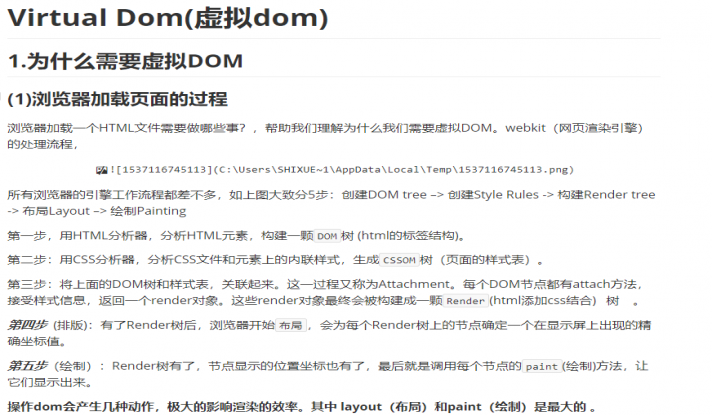 Virtual Dom(虚拟dom)
1.为什么需要虚拟DOM
(1)浏览器加载页面的过程
浏览器加载一个HTML文件需要做哪些事？，帮助我们理解为什么我们需要虚拟DOM。webkit（网页渲染引擎）
的处理流程，
![1537116745113](C:\Users\SHIXUE~1\AppData\Local\Temp\1537116745113.png)
所有浏览器的引擎工作流程都差不多，如上图大致分5步：创建DOM tree –> 创建Style Rules -> 构建Render tree
-> 布局Layout –> 绘制Painting
第一步，用HTML分析器，分析HTML元素，构建一颗DOM树 (html的标签结构)。
第二步：用CSS分析器，分析CSS文件和元素上的内联样式，生成CSSOM树（页面的样式表）。
第三步：将上面的DOM树和样式表，关联起来。这一过程又称为Attachment。每个DOM节点都有attach方法，
接受样式信息，返回一个render对象。这些render对象最终会被构建成一颗Render(html添加css结合）树 。
第四步 (排版)：有了Render树后，浏览器开始布局，会为每个Render树上的节点确定一个在显示屏上出现的精
确坐标值。
第五步（绘制）：Render树有了，节点显示的位置坐标也有了，最后就是调用每个节点的paint(绘制)方法，让
它们显示出来。
操作dom会产生几种动作，极大的影响渲染的效率。其中 layout（布局）和paint（绘制）是最大的 。